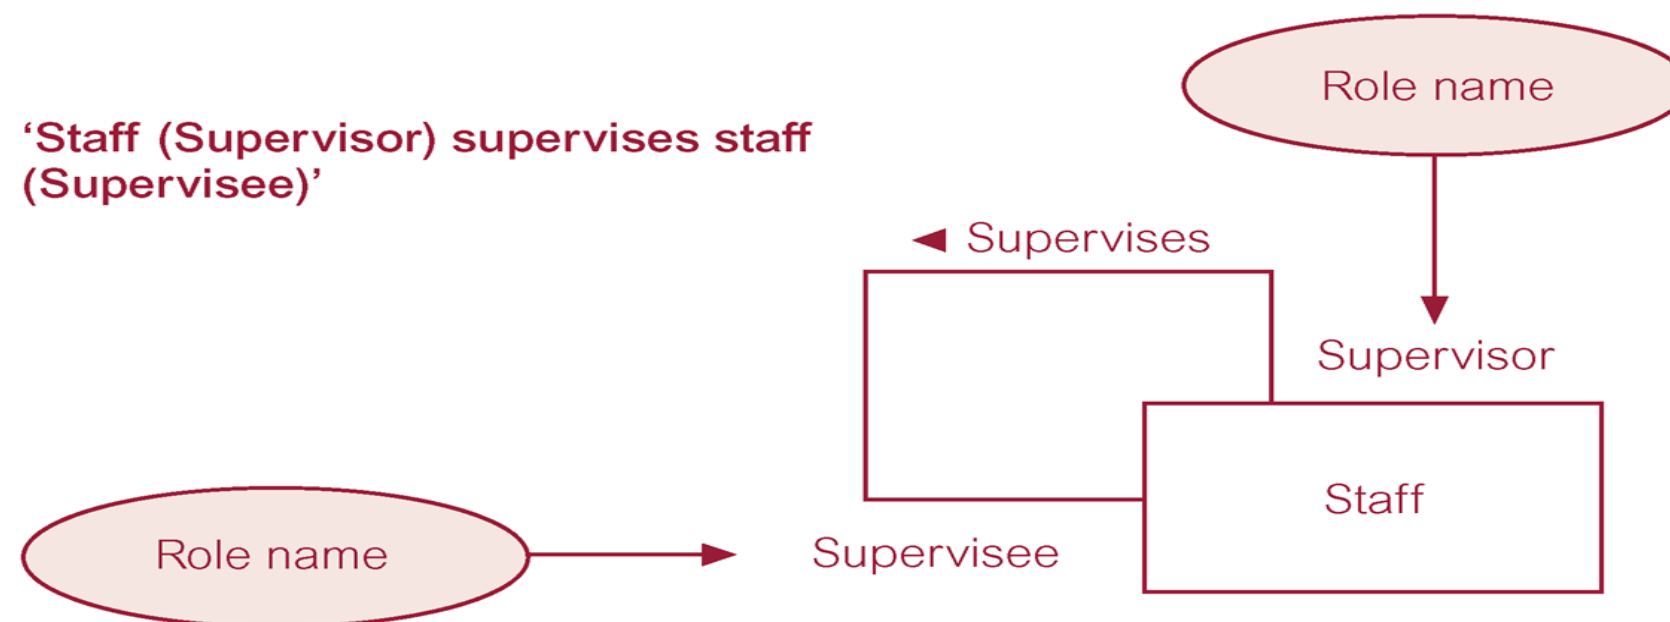 Role name
‘Staff (Supervisor) supervises staff
(Supervisee)’
◄ Supervises
Supervisor
Staff
Role name
Supervisee